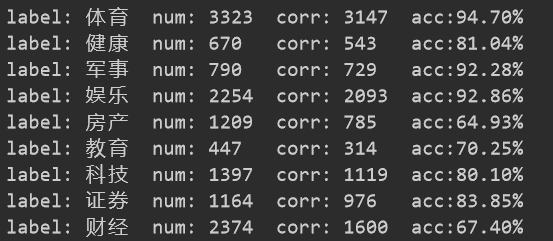 label: 体育 num: 3323 corr: 3147 acc:94.70%
label: 健康 num: 670 corr: 543 acc:81.04%
label: 军事 num: 790 corr: 729 acc:92.28%
label: 娱乐 num: 2254 corr: 2093 acc:92.86%
label: 房产 num: 1209 corr: 785 acc:64.93%
label: 教育 num: 447 corr: 314 acc:70.25%
label: 科技 num: 1397 corr: 1119 acc:80.10%
label: 证券 num: 1164 corr: 976 acc:83.85%
label: 财经 num: 2374 corr: 1600 acc:67.40%